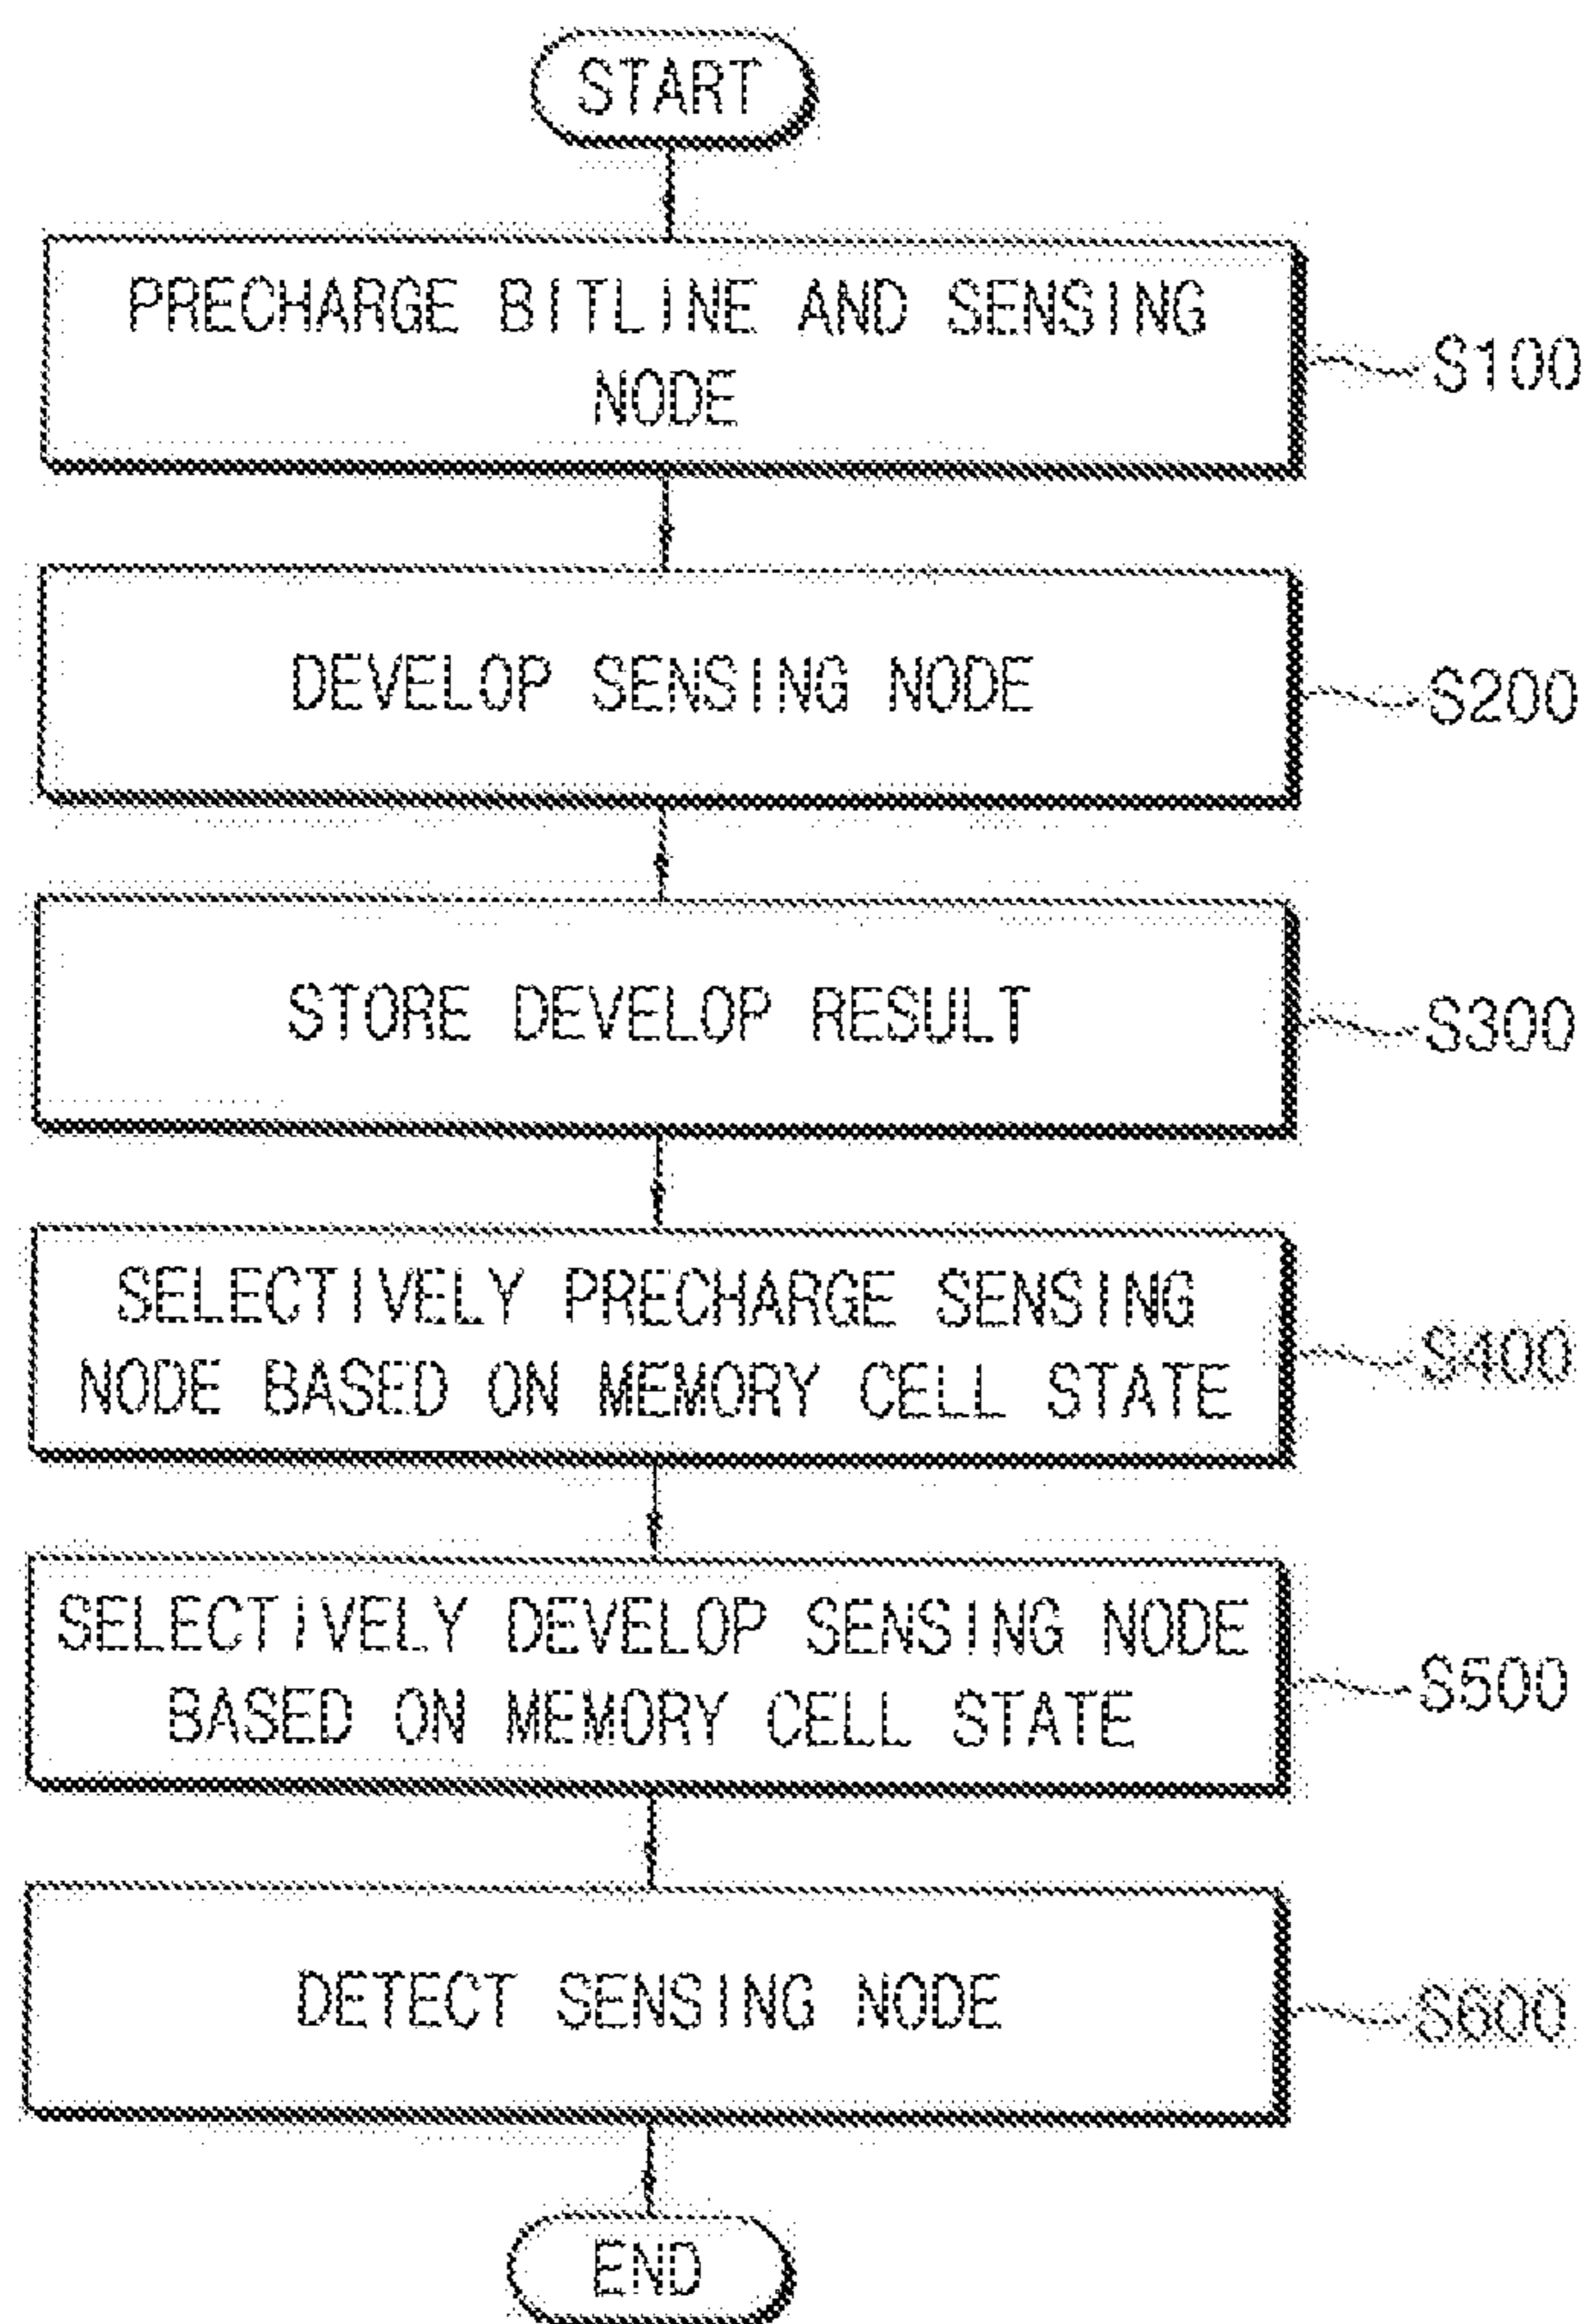 START
PRECHARGE BITLINE AND SENSING
NODE
S100
DEVELOP SENSING NODE
S200
STORE DEVELOP RESULT
S300
SELECTIVELY PRECHARGE SENSING
NODE BASED ON MEMORY CELL STATE
S400
SELECTIVELY DEVELOP SENSING NODE
BASED ON MEMORY CELL STATE
S500
DETECT SENSING NODE
S600
END